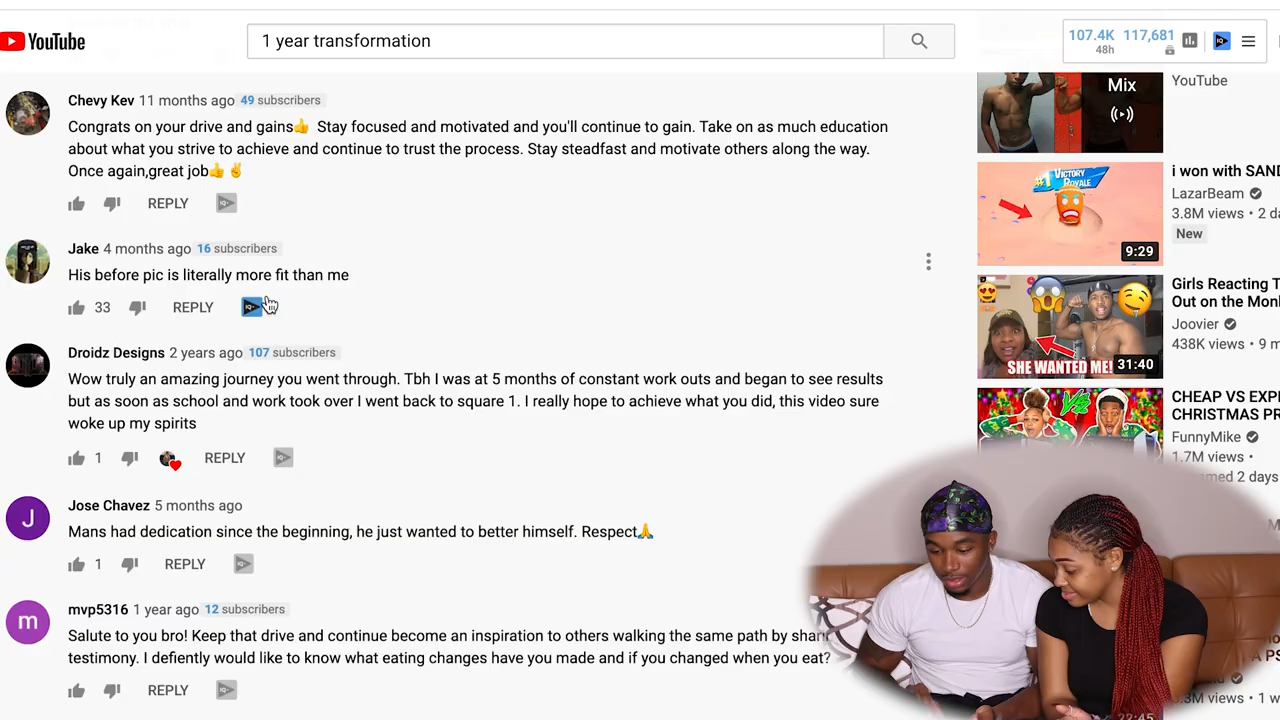 YouTube
1 year transformation
107.4K 117,681
48h
Chevy Kev 11 months ago 49 subscribers
Congrats on your drive and gains👍 Stay focused and motivated and you'll continue to gain. Take on as much education
about what you strive to achieve and continue to trust the process. Stay steadfast and motivate others along the way.
Once again,great job👍✌
REPLY
Jake 4 months ago 16 subscribers
His before pic is literally more fit than me
33 REPLY
Droidz Designs 2 years ago 107 subscribers
Wow truly an amazing journey you went through. Tbh I was at 5 months of constant work outs and began to see results
but as soon as school and work took over I went back to square 1. I really hope to achieve what you did, this video sure
woke up my spirits
1 REPLY
Jose Chavez 5 months ago
Mans had dedication since the beginning, he just wanted to better himself. Respect🙏
1 REPLY
J
mvp5316 1 year ago 12 subscribers
m
Salute to you bro! Keep that drive and continue become an inspiration to others walking the same path by
testimony. I defiently would like to know what eating changes have you made and if you changed when you eat?
REPLY
Mix
YouTube
#1 VICTORY
ROYALE
9:29
i won with SAND
LazarBeam
3.8M views • 2 da
New
SHE WANTED ME!
31:40
Girls Reacting T
Out on the Mon
Joovier
438K views • 9 m
VS
CHEAP VS EXP
CHRISTMAS PR
FunnyMike
1.7M views •
2 days
views • 1 w
22:45